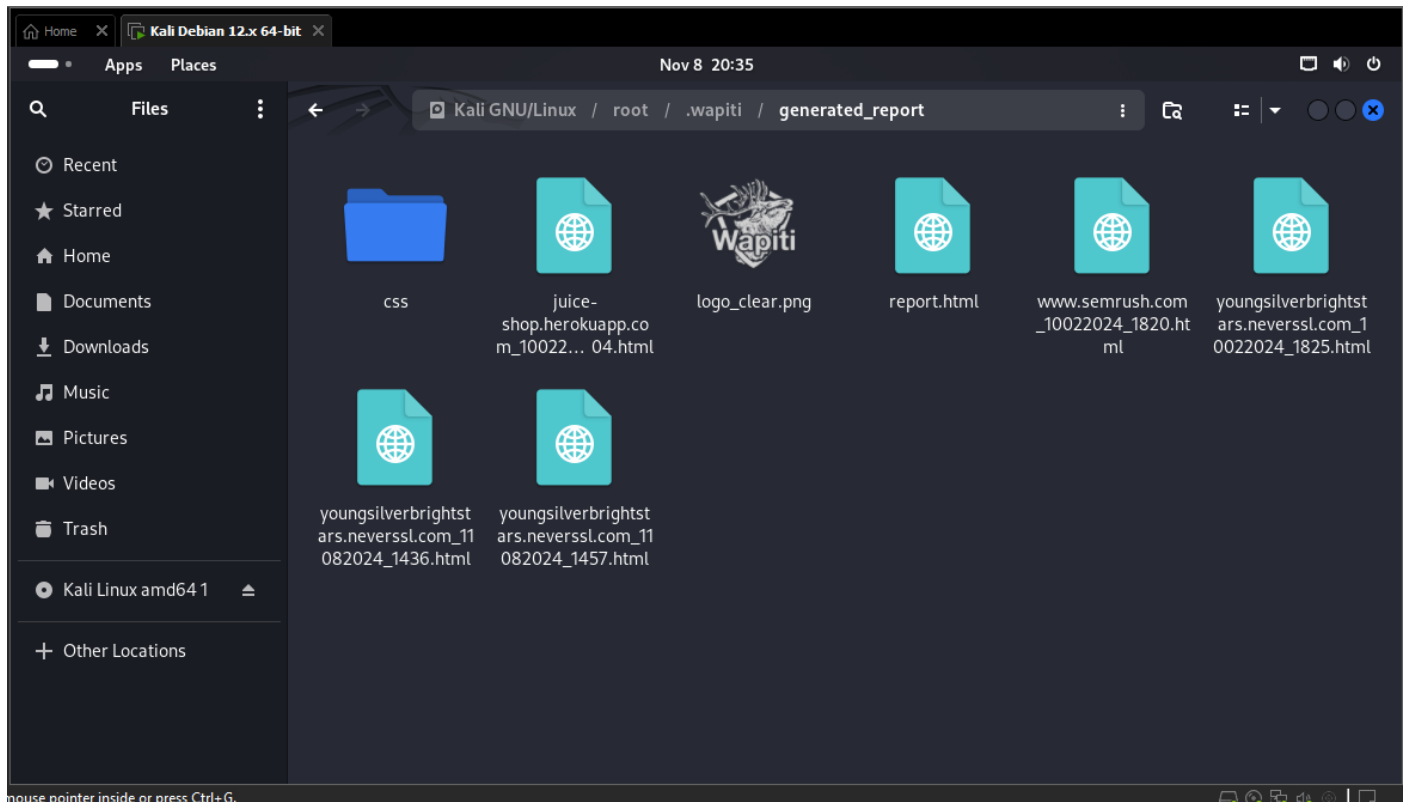 Home
Kali Debian 12.x 64-bit
Apps Places
Nov 8 20:35
Files
Kali GNU/Linux / root / .wapiti / generated_report
Recent
Starred
Home
Documents
Downloads
Music
Pictures
Videos
Trash
Kali Linux amd64 1
Other Locations
css
juice-
shop.herokuapp.co
m_10022... 04.html
Wapiti
logo_clear.png
report.html
www.semrush.com
_10022024_1820.ht
ml
youngsilverbrightst
ars.neverssl.com_1
0022024_1825.html
youngsilverbrightst
ars.neverssl.com_11
082024_1436.html
youngsilverbrightst
ars.neverssl.com_11
082024_1457.html
mouse pointer inside or press Ctrl+G.